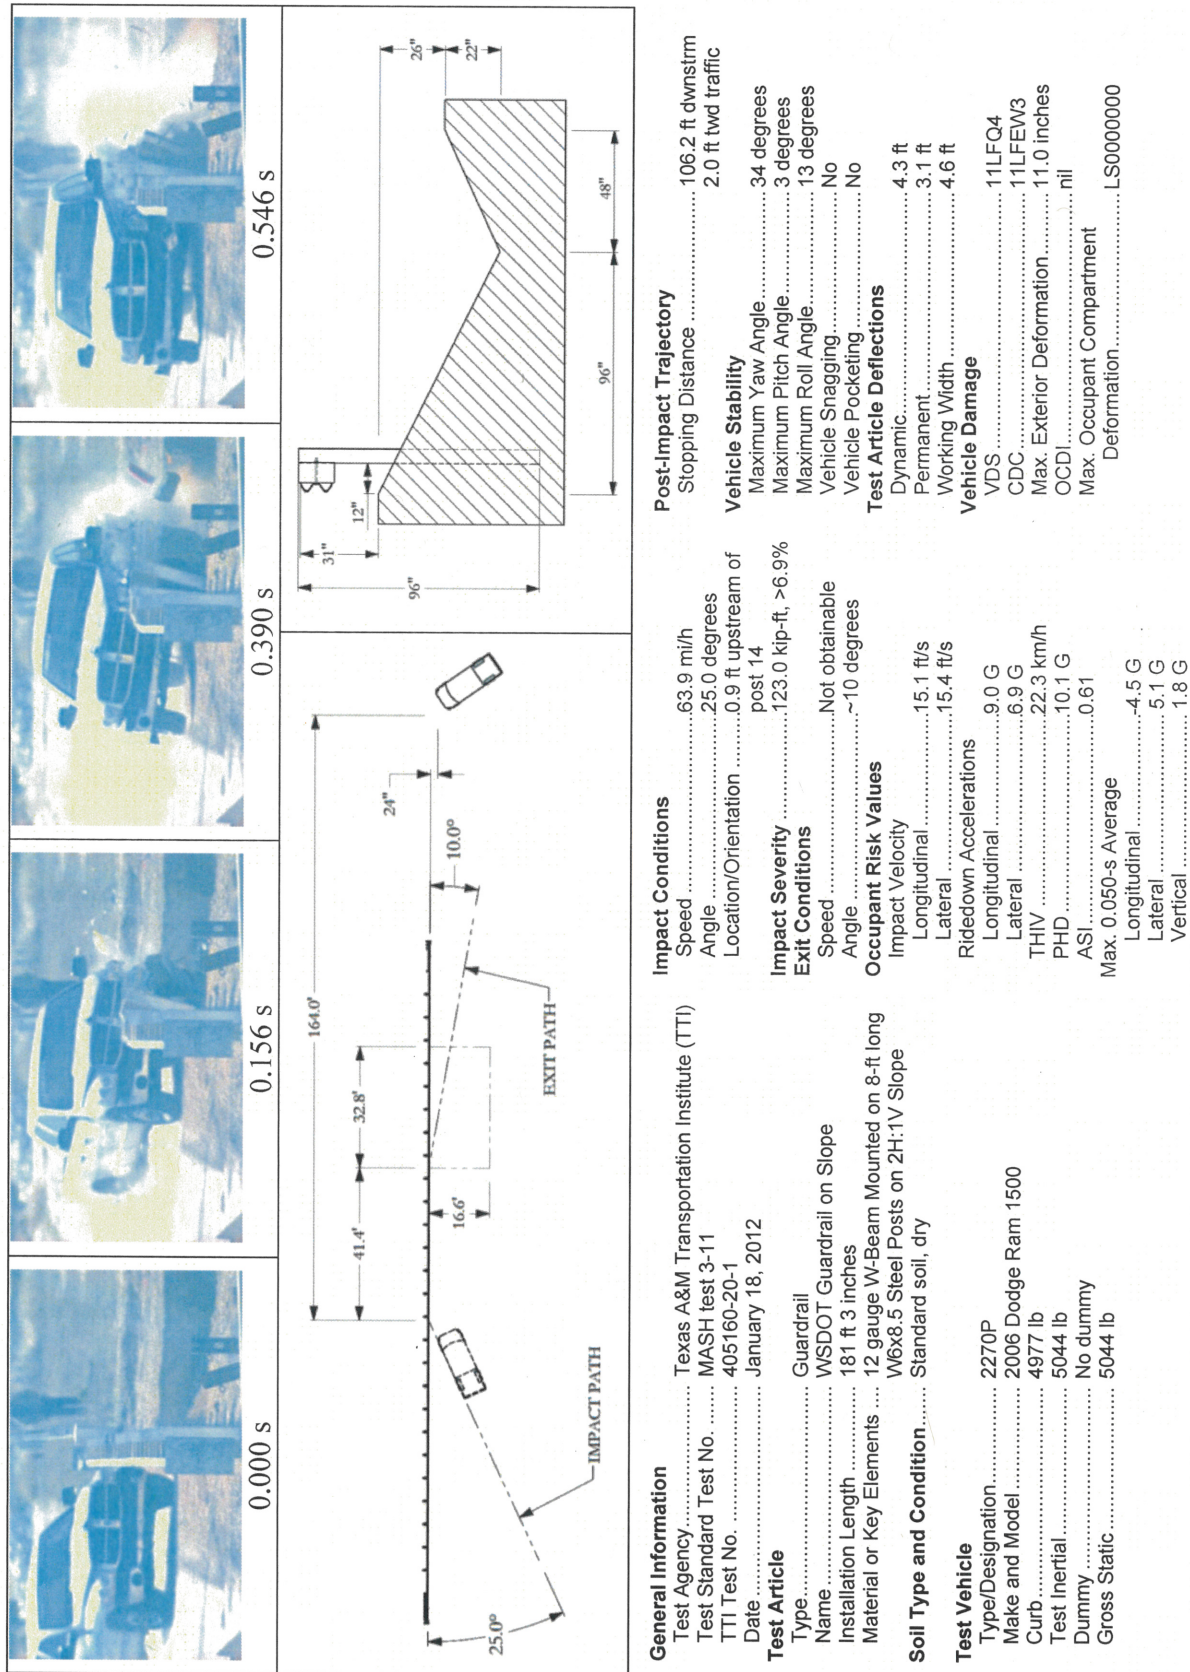 0.000 s
0.156 s
0.390 s
0.546 s
164.0'
41.4'
32.8'
16.6'
24"
10.0°
25.0°
IMPACT PATH
EXIT PATH
26"
22"
31"
12"
96"
96"
48"
General Information
Test Agency ................ Texas A&M Transportation Institute (TTI)
Test Standard Test No. ....... MASH test 3-11
TTI Test No. ................ 405160-20-1
Date ................ January 18, 2012
Test Article
Type ................ Guardrail
Name ................ WSDOT Guardrail on Slope
Installation Length ............ 181 ft 3 inches
Material or Key Elements ... 12 gauge W-Beam Mounted on 8-ft long
W6x8.5 Steel Posts on 2H:1V Slope
Soil Type and Condition ....... Standard soil, dry
Test Vehicle
Type/Designation ................ 2270P
Make and Model ................ 2006 Dodge Ram 1500
Curb ................ 4977 lb
Test Inertial ................ 5044 lb
Dummy ................ No dummy
Gross Static ................ 5044 lb
Impact Conditions
Speed ................ 63.9 mi/h
Angle ................ 25.0 degrees
Location/Orientation ......... 0.9 ft upstream of
post 14
Impact Severity ................ 123.0 kip-ft, >6.9%
Exit Conditions
Speed ................ Not obtainable
Angle ................ ~10 degrees
Occupant Risk Values
Impact Velocity
Longitudinal ................ 15.1 ft/s
Lateral ................ 15.4 ft/s
Ridedown Accelerations
Longitudinal ................ 9.0 G
Lateral ................ 6.9 G
THIV ................ 22.3 km/h
PHD ................ 10.1 G
ASI ................ 0.61
Max. 0.050-s Average
Longitudinal ................ -4.5 G
Lateral ................ 5.1 G
Vertical ................ 1.8 G
Post-Impact Trajectory
Stopping Distance ................ 106.2 ft dwnstrm
2.0 ft twd traffic
Vehicle Stability
Maximum Yaw Angle ................ 34 degrees
Maximum Pitch Angle ................ 3 degrees
Maximum Roll Angle ................ 13 degrees
Vehicle Snagging ................ No
Vehicle Pocketing ................ No
Test Article Deflections
Dynamic ................ 4.3 ft
Permanent ................ 3.1 ft
Working Width ................ 4.6 ft
Vehicle Damage
VDS ................ 11LFQ4
CDC ................ 11LFEW3
Max. Exterior Deformation ....... 11.0 inches
OCDI ................ nil
Max. Occupant Compartment
Deformation ................ LS0000000